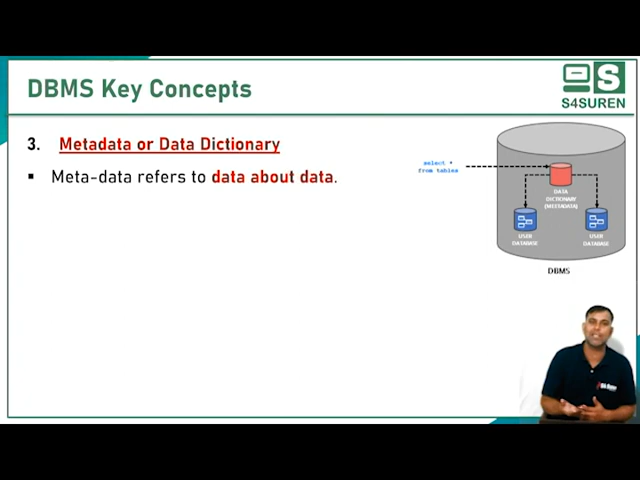 DBMS Key Concepts
S4SUREN
3. Metadata or Data Dictionary
▪ Meta-data refers to data about data.
select *
from tables
DATA
DICTIONARY
(MEATADATA)
USER
DATABASE
USER
DATABASE
DBMS